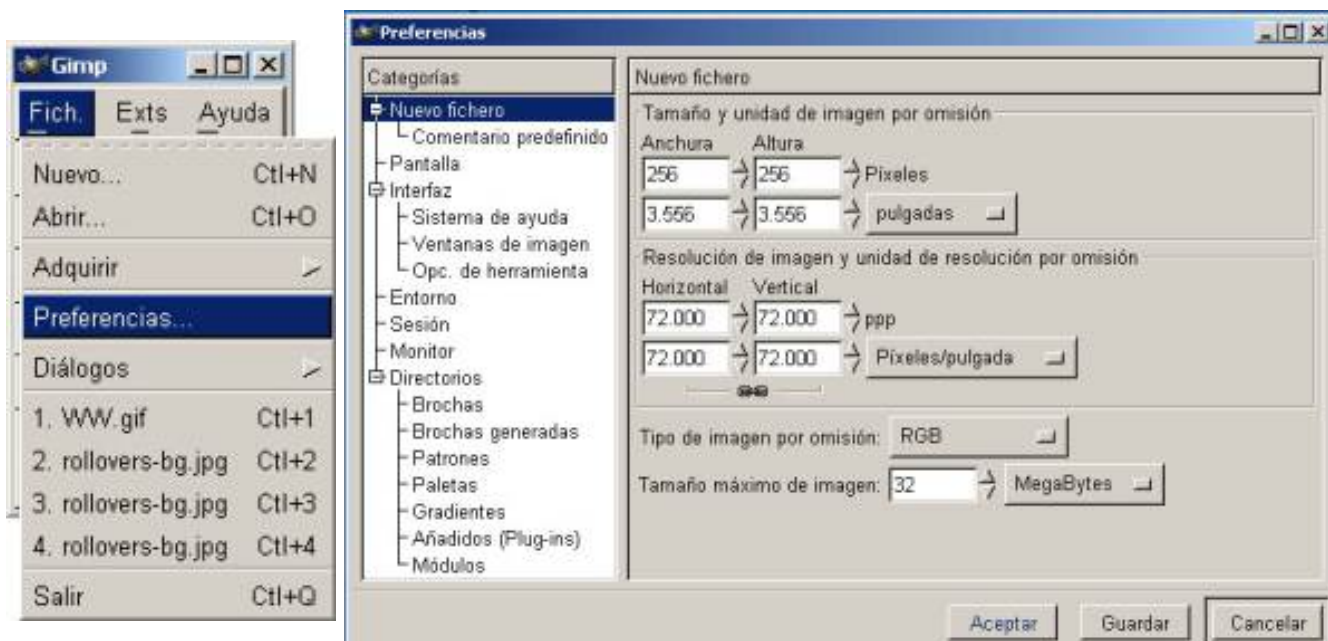 Gimp
Fich. Exts Ayuda
Nuevo... Ctl+N
Abrir... Ctl+O
Adquirir
Preferencias...
Diálogos
1. WW.gif Ctl+1
2. rollovers-bg.jpg Ctl+2
3. rollovers-bg.jpg Ctl+3
4. rollovers-bg.jpg Ctl+4
Salir Ctl+Q
Preferencias
Categorías
Nuevo fichero
Comentario predefinido
Pantalla
Interfaz
Sistema de ayuda
Ventanas de imagen
Opc. de herramienta
Entorno
Sesión
Monitor
Directorios
Brochas
Brochas generadas
Patrones
Paletas
Gradientes
Añadidos (Plug-ins)
Módulos
Nuevo fichero
Tamaño y unidad de imagen por omisión
Anchura Altura
256 256 Píxeles
3.556 3.556 pulgadas
Resolución de imagen y unidad de resolución por omisión
Horizontal Vertical
72.000 72.000 ppp
72.000 72.000 Píxeles/pulgada
Tipo de imagen por omisión: RGB
Tamaño máximo de imagen: 32 MegaBytes
Aceptar Guardar Cancelar